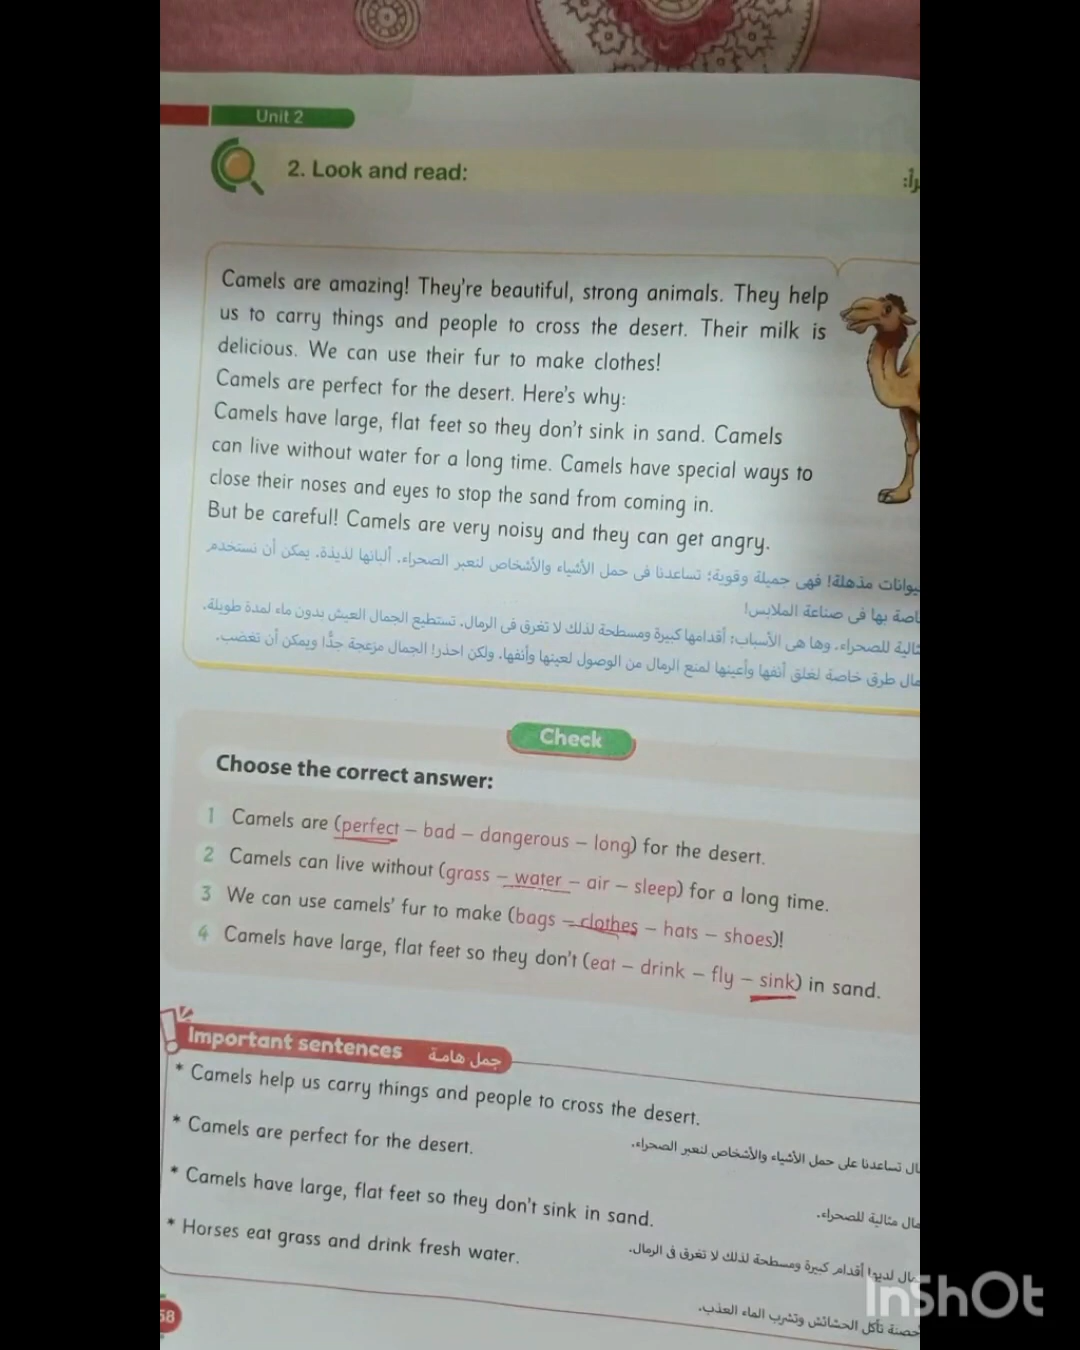 Unit 2
2. Look and read:
Camels are amazing! They're beautiful, strong animals. They help
us to carry things and people to cross the desert. Their milk is
delicious. We can use their fur to make clothes!
Camels are perfect for the desert. Here's why:
Camels have large, flat feet so they don't sink in sand. Camels
can live without water for a long time. Camels have special ways to
close their noses and eyes to stop the sand from coming in.
But be careful! Camels are very noisy and they can get angry.
مذهلة! فهى جميلة وقوية؛ تساعدنا فى حمل الأشياء والأشخاص لنعبر الصحراء. ألبانها لذيذة. يمكن أن نستخدم
بها فى صناعة الملابس!
للصحراء. وها هى الأسباب: أقدامها كبيرة ومسطحة لذلك لا تغرق فى الرمال. تستطيع الجمال العيش بدون ماء لمدة طويلة.
طرق خاصة لغلق أنفها وأعينها لمنع الرمال من الوصول لعينها وأنفها. ولكن احذر! الجمال مزعجة جدًّا ويمكن أن تغضب.
Check
Choose the correct answer:
1 Camels are (perfect – bad – dangerous – long) for the desert.
2 Camels can live without (grass – water – air – sleep) for a long time.
3 We can use camels' fur to make (bags – clothes – hats – shoes)!
4 Camels have large, flat feet so they don't (eat – drink – fly – sink) in sand.
! Important sentences جمل هامة
* Camels help us carry things and people to cross the desert.
تساعدنا على حمل الأشياء والأشخاص لنعبر الصحراء.
* Camels are perfect for the desert.
مثالية للصحراء.
* Camels have large, flat feet so they don't sink in sand.
لديها أقدام كبيرة ومسطحة لذلك لا تغرق فى الرمال.
* Horses eat grass and drink fresh water.
تأكل الحشائش وتشرب الماء العذب.
58
InShOt